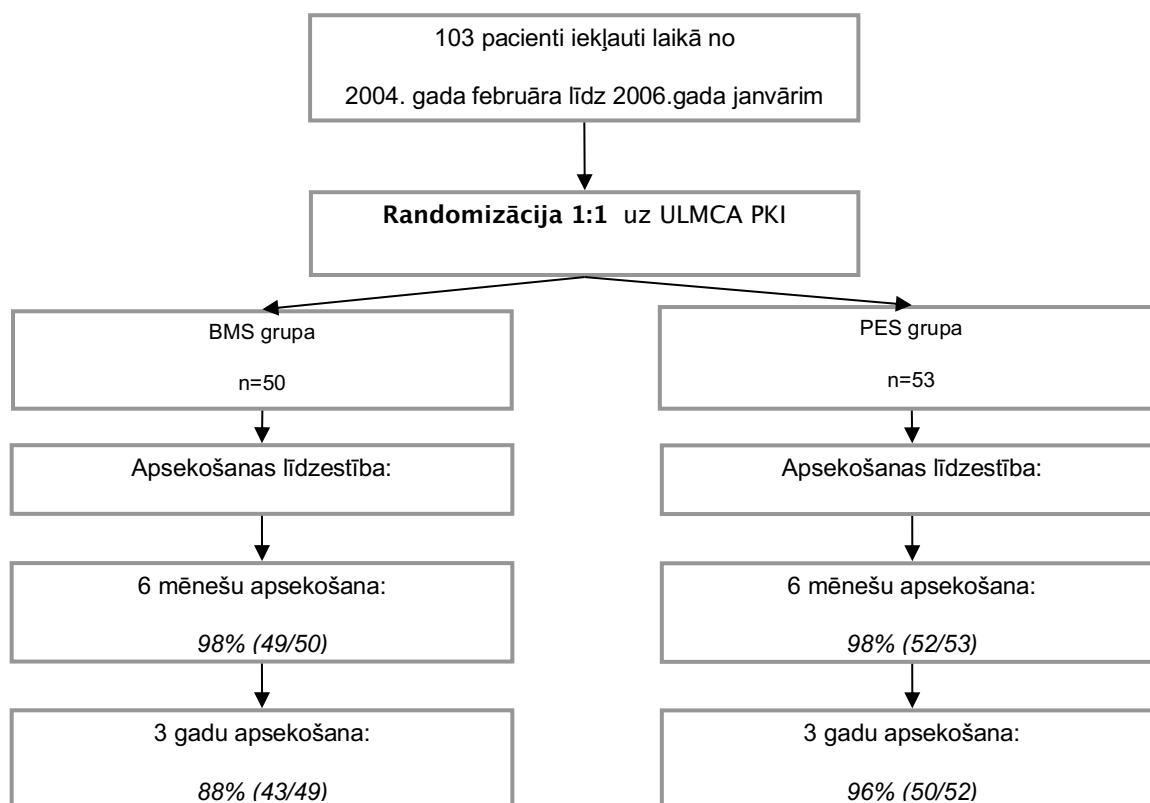 103 pacienti iekļauti laikā no
2004. gada februāra līdz 2006.gada janvārim
Randomizācija 1:1 uz ULMCA PKI
BMS grupa
n=50
Apsekošanas līdzestība:
6 mēnešu apsekošana:
98% (49/50)
3 gadu apsekošana:
88% (43/49)
PES grupa
n=53
Apsekošanas līdzestība:
6 mēnešu apsekošana:
98% (52/53)
3 gadu apsekošana:
96% (50/52)